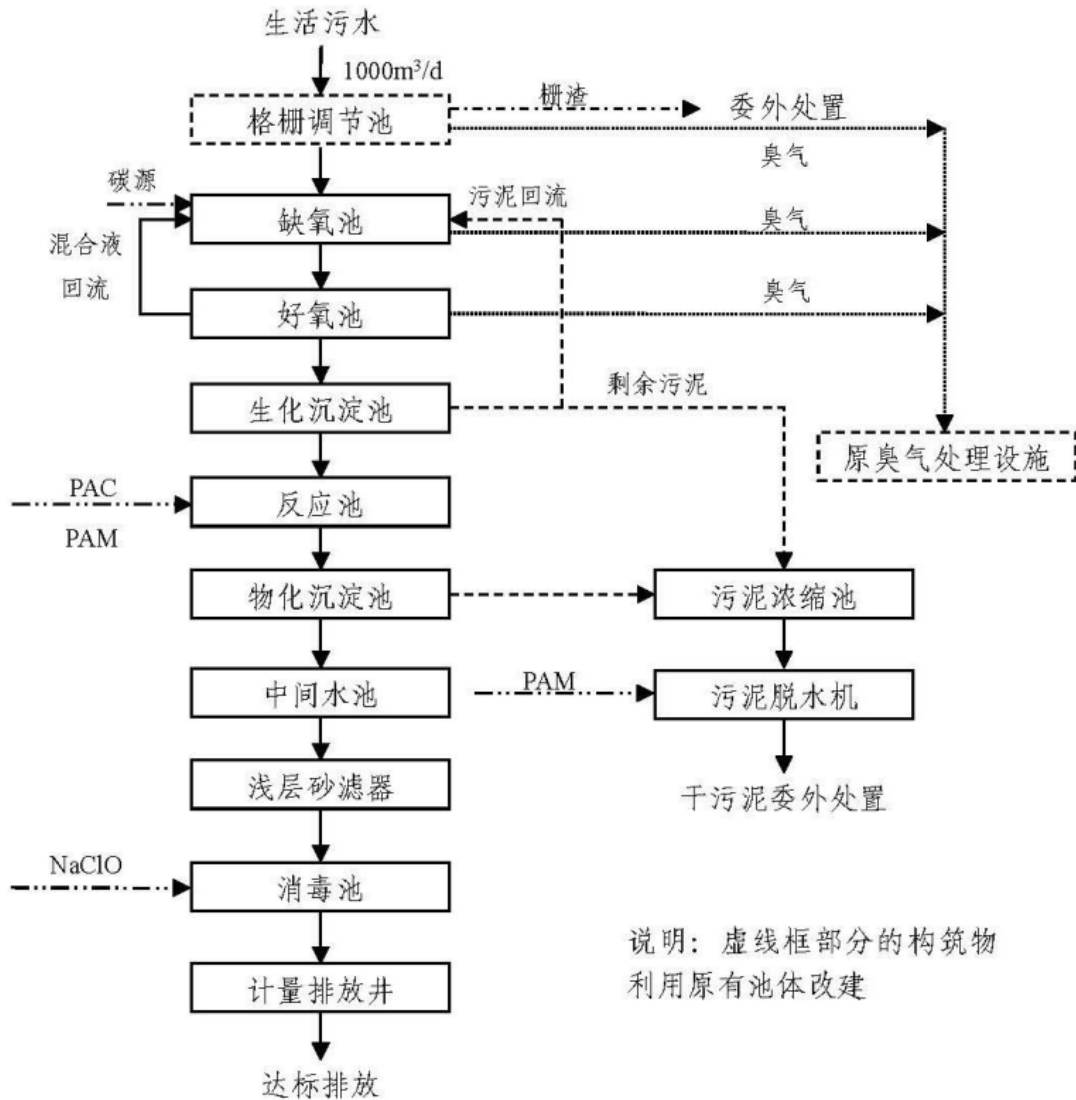 生活污水
1000m³/d
格栅调节池
栅渣
委外处置
臭气
碳源
污泥回流
缺氧池
臭气
混合液
回流
好氧池
臭气
生化沉淀池
剩余污泥
原臭气处理设施
PAC
PAM
反应池
物化沉淀池
污泥浓缩池
中间水池
PAM
污泥脱水机
浅层砂滤器
干污泥委外处置
NaClO
消毒池
说明：虚线框部分的构筑物
利用原有池体改建
计量排放井
达标排放